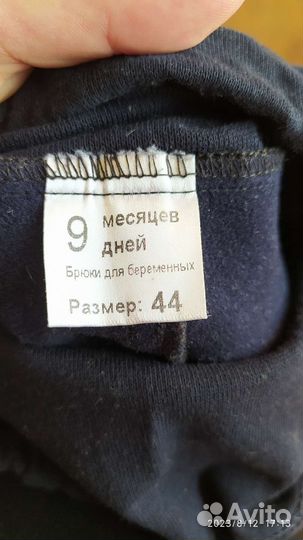 9 месяцев
дней
Брюки для беременных
Размер: 44
2023/8/12 17:13
Avito